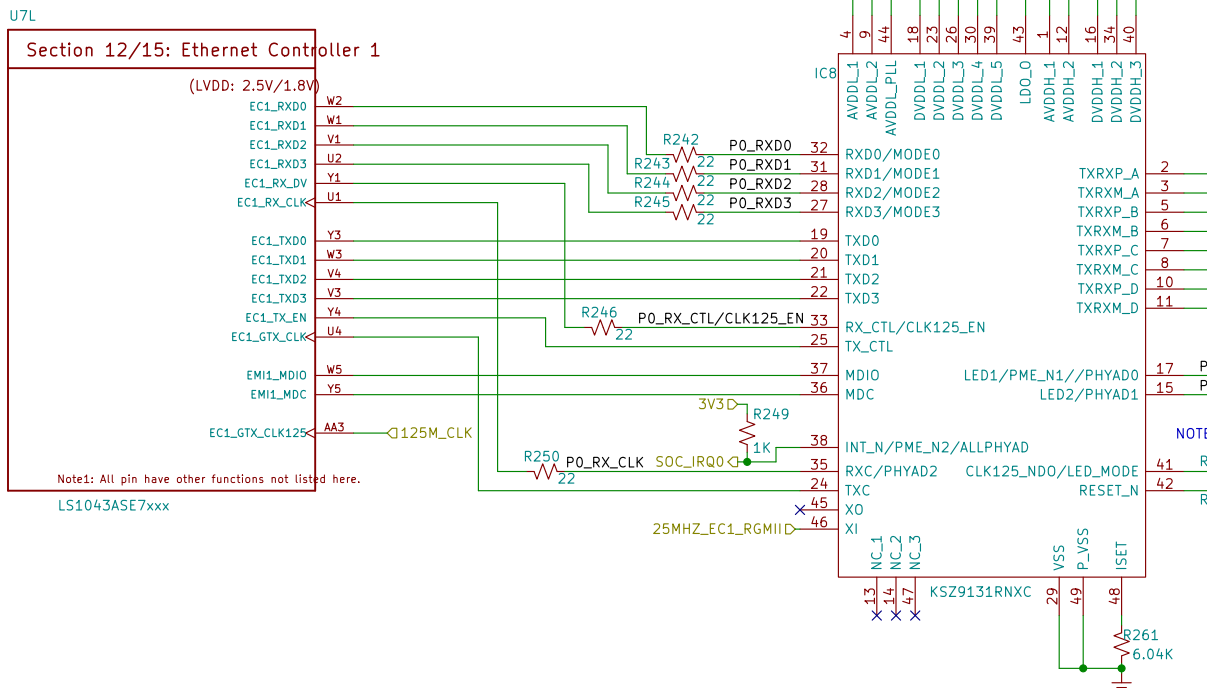 U7L
Section 12/15: Ethernet Controller 1
(LVDD: 2.5V/1.8V)
EC1_RXD0 W2
EC1_RXD1 W1
EC1_RXD2 V1
EC1_RXD3 U2
EC1_RX_DV Y1
EC1_RX_CLK U1
EC1_TXD0 Y3
EC1_TXD1 W3
EC1_TXD2 V4
EC1_TXD3 V3
EC1_TX_EN Y4
EC1_GTX_CLK U4
EMI1_MDIO W5
EMI1_MDC Y5
EC1_GTX_CLK125 AA3
125M_CLK
Note1: All pin have other functions not listed here.
LS1043ASE7xxx
R242 22 P0_RXD0
R243 22 P0_RXD1
R244 22 P0_RXD2
R245 22 P0_RXD3
R246 22 P0_RX_CTL/CLK125_EN
3V3
R249
1K
SOC_IRQ0
R250 22 P0_RX_CLK
25MHZ_EC1_RGMII
IC8
4 AVDDL_1
9 AVDDL_2
44 AVDDL_PLL
18 DVDDL_1
23 DVDDL_2
26 DVDDL_3
30 DVDDL_4
39 DVDDL_5
43 LDO_O
1 AVDDH_1
12 AVDDH_2
16 DVDDH_1
34 DVDDH_2
40 DVDDH_3
32 RXD0/MODE0
31 RXD1/MODE1
28 RXD2/MODE2
27 RXD3/MODE3
19 TXD0
20 TXD1
21 TXD2
22 TXD3
33 RX_CTL/CLK125_EN
25 TX_CTL
37 MDIO
36 MDC
38 INT_N/PME_N2/ALLPHYAD
35 RXC/PHYAD2
24 TXC
45 XO
46 XI
TXRXP_A 2
TXRXM_A 3
TXRXP_B 5
TXRXM_B 6
TXRXP_C 7
TXRXM_C 8
TXRXP_D 10
TXRXM_D 11
LED1/PME_N1//PHYAD0 17 P
LED2/PHYAD1 15 P
NOTE
CLK125_NDO/LED_MODE 41 R
RESET_N 42
R
NC_1 13
NC_2 14
NC_3 47
VSS 29
P_VSS 49
ISET 48
KSZ9131RNXC
R261
6.04K